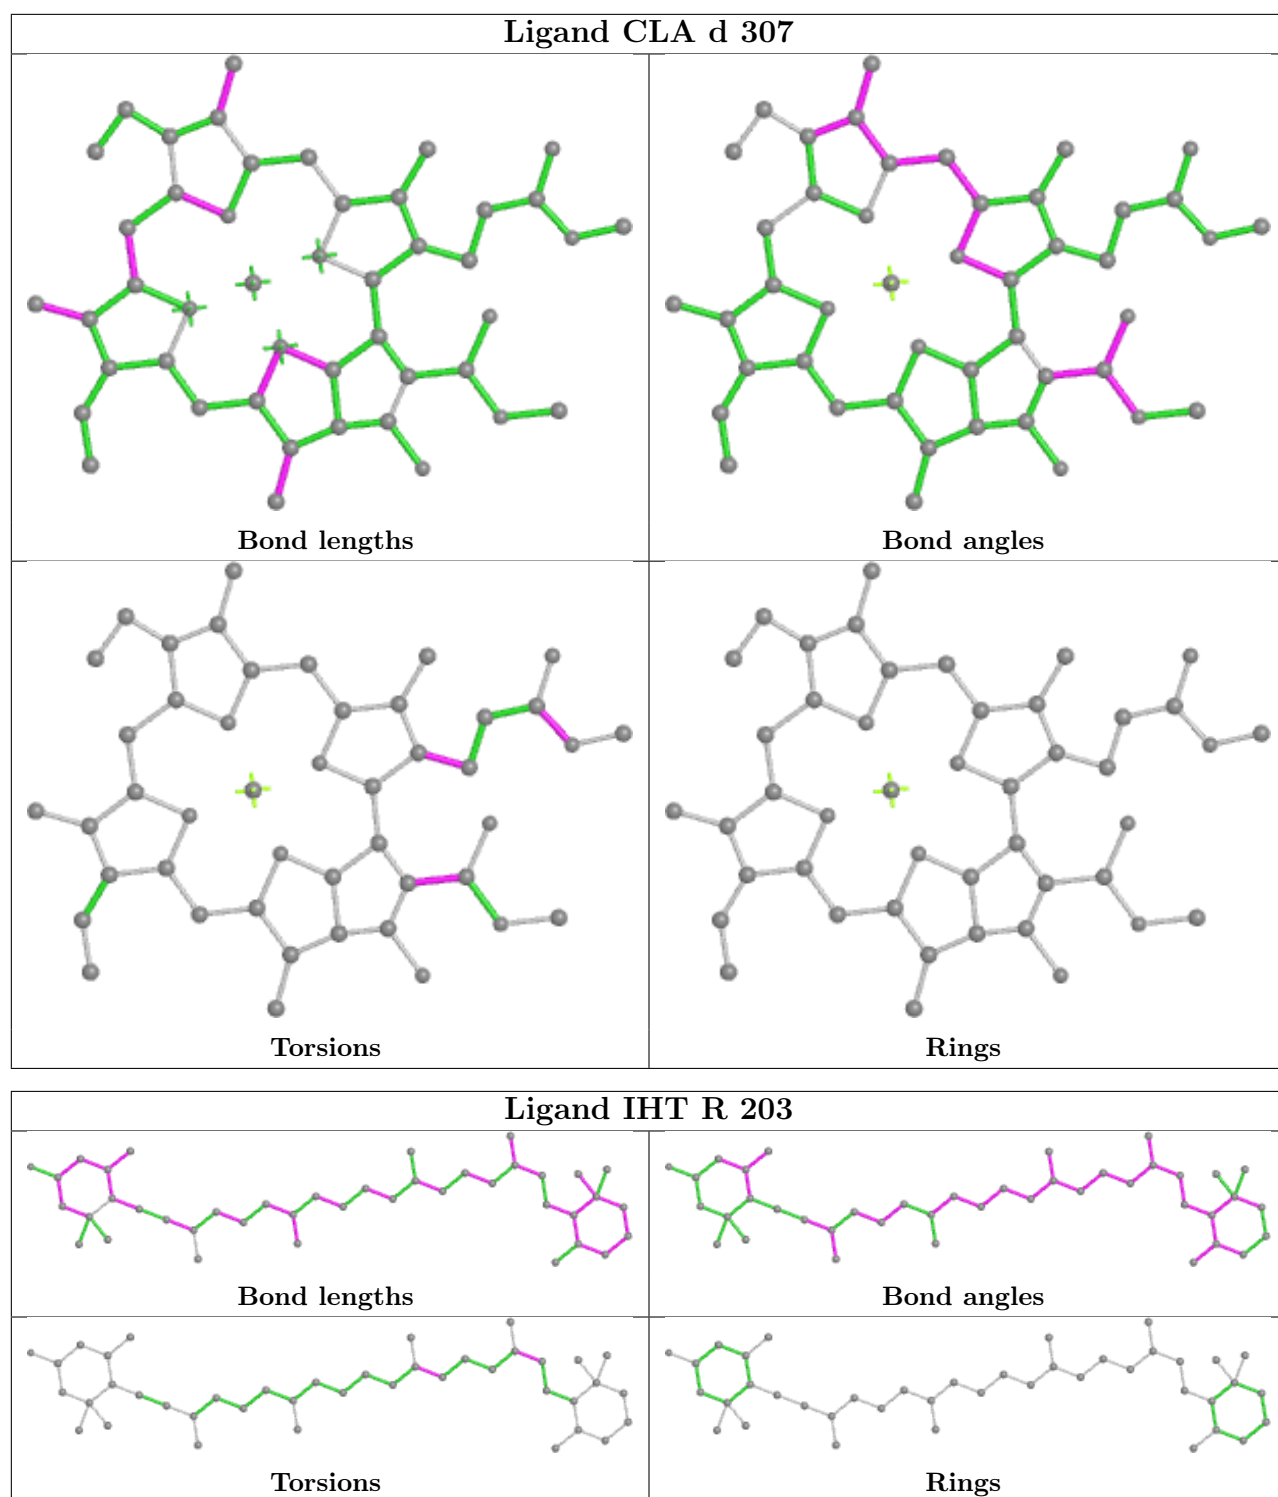 Ligand CLA d 307
Bond lengths
Bond angles
Torsions
Rings
Ligand IHT R 203
Bond lengths
Bond angles
Torsions
Rings